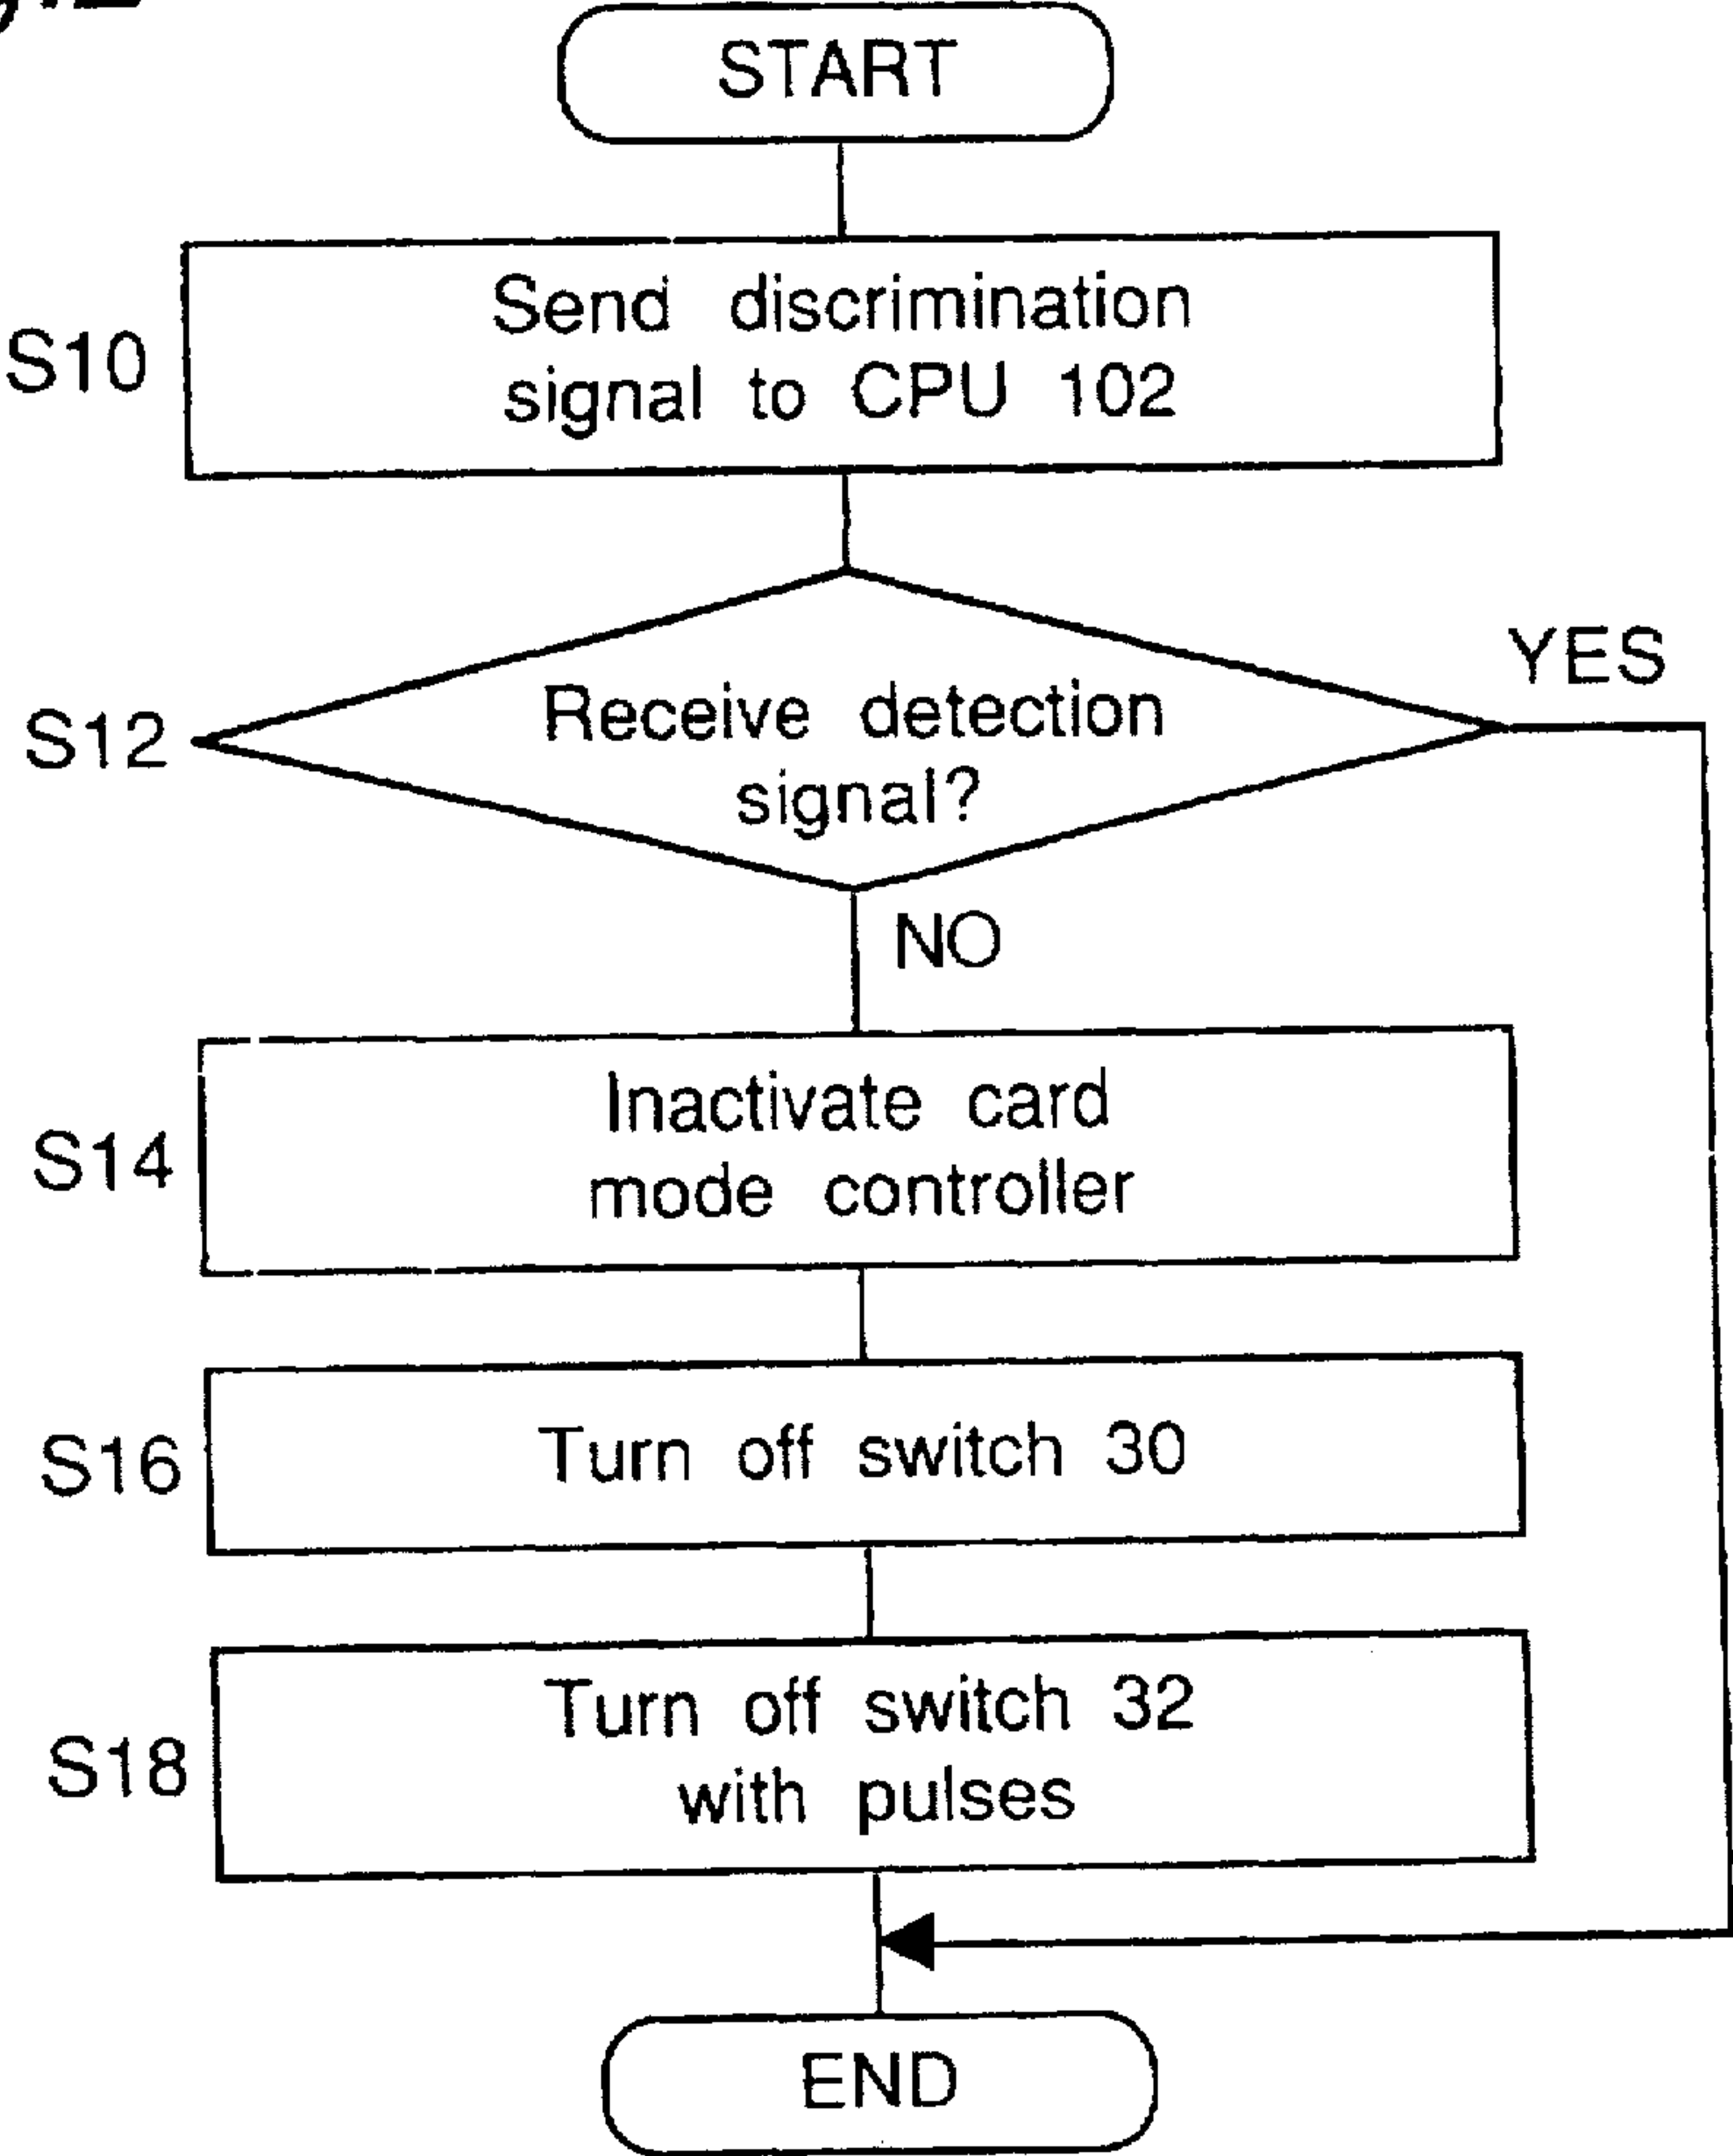 START
S10
Send discrimination
signal to CPU 102
S12
Receive detection
signal?
YES
NO
S14
Inactivate card
mode controller
S16
Turn off switch 30
S18
Turn off switch 32
with pulses
END